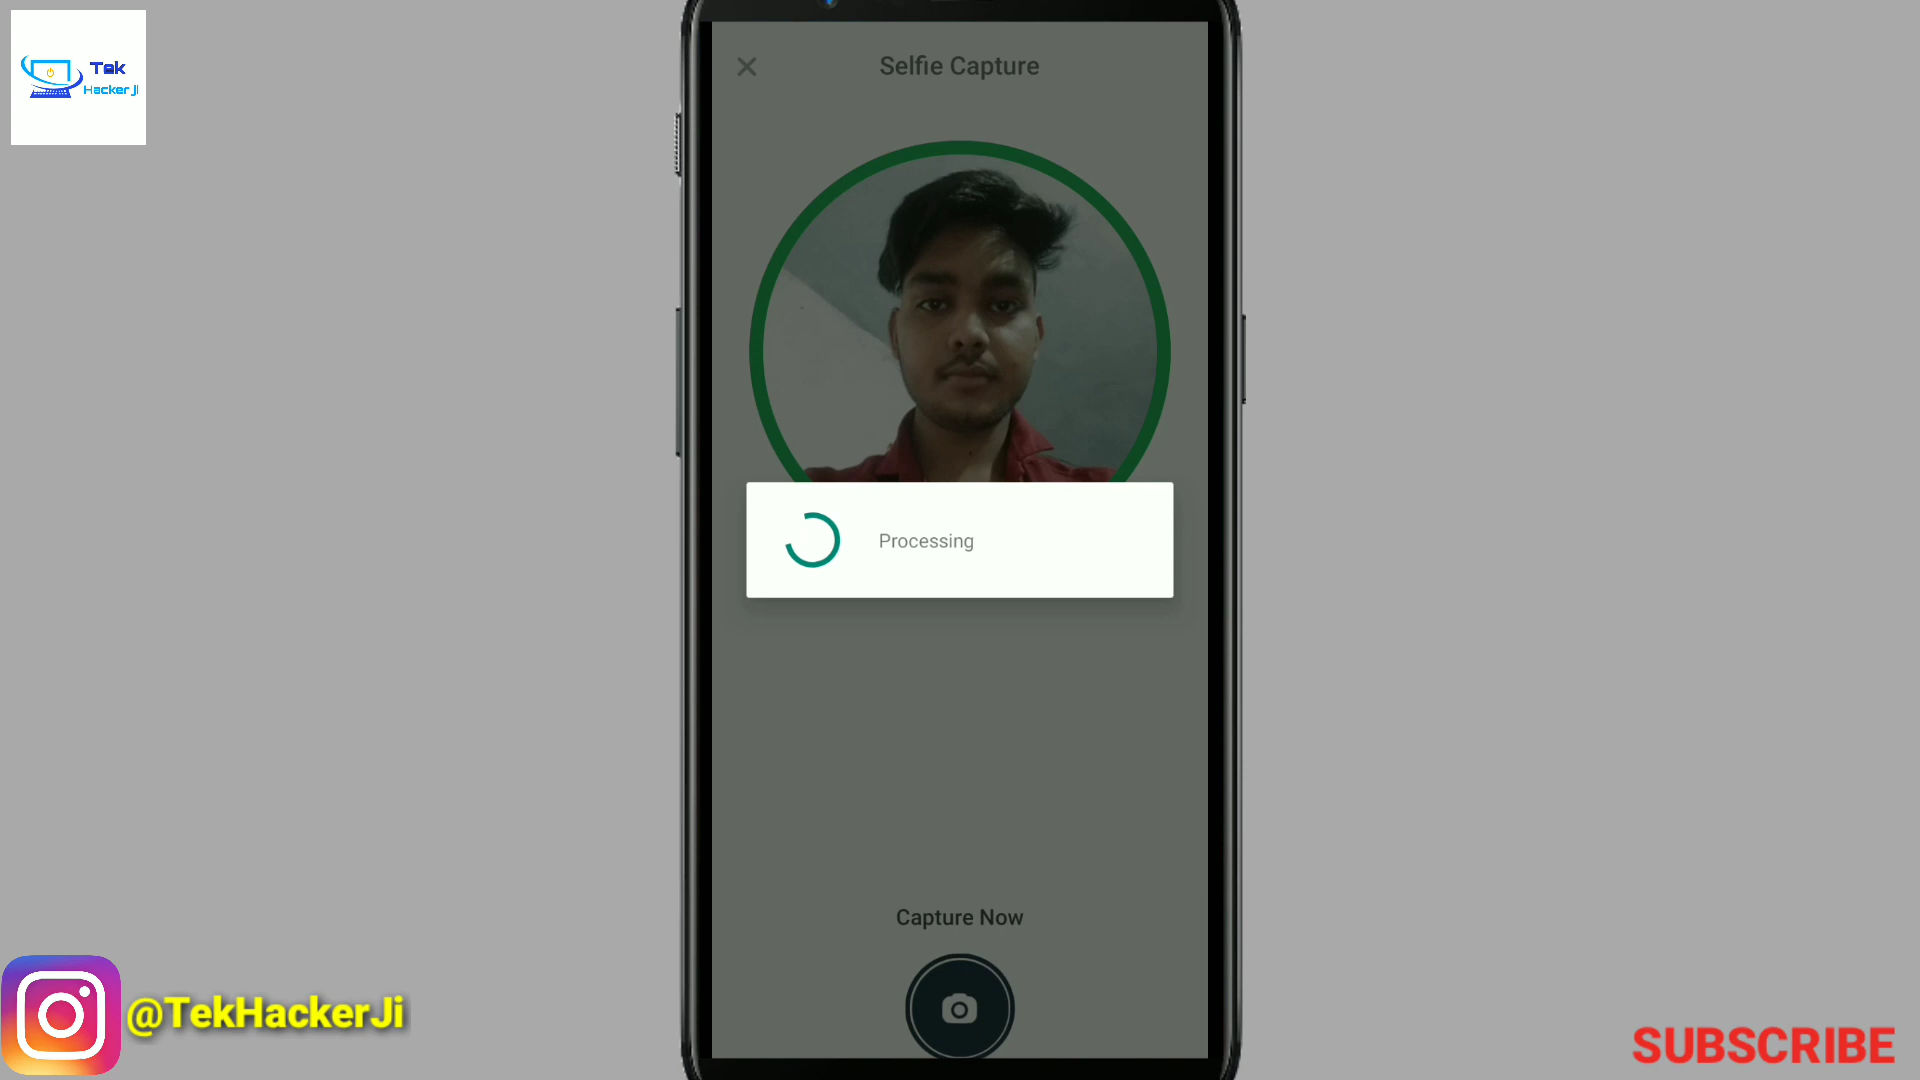 Tek
Hacker Ji
Selfie Capture
Processing
Capture Now
@TekHackerJi
SUBSCRIBE